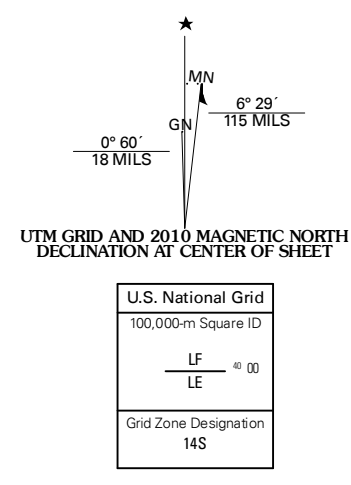 ★
MN
6° 29´
115 MILS
GN
0° 60´
18 MILS
UTM GRID AND 2010 MAGNETIC NORTH
DECLINATION AT CENTER OF SHEET
U.S. National Grid
100,000-m Square ID
LF
40 00
LE
Grid Zone Designation
14S